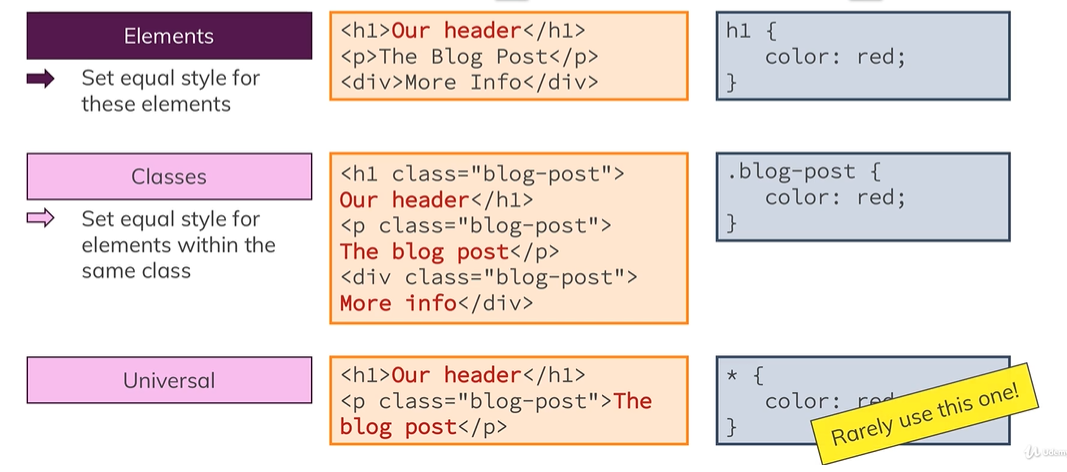 Elements
Set equal style for
these elements
<h1>Our header</h1>
<p>The Blog Post</p>
<div>More Info</div>
h1 {
color: red;
}
Classes
Set equal style for
elements within the
same class
<h1 class="blog-post">
Our header</h1>
<p class="blog-post">
The blog post</p>
<div class="blog-post">
More info</div>
.blog-post {
color: red;
}
Universal
<h1>Our header</h1>
<p class="blog-post">The
blog post</p>
* {
color: red
}
Rarely use this one!
Udem